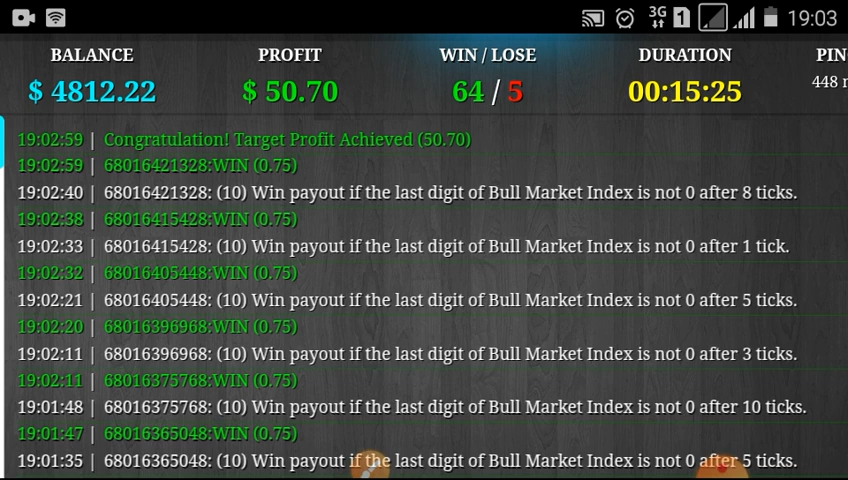 3G 1 19:03
BALANCE PROFIT WIN / LOSE DURATION
$ 4812.22 $ 50.70 64 / 5 00:15:25 448
19:02:59 | Congratulation! Target Profit Achieved (50.70)
19:02:59 | 68016421328:WIN (0.75)
19:02:40 | 68016421328: (10) Win payout if the last digit of Bull Market Index is not 0 after 8 ticks.
19:02:38 | 68016415428:WIN (0.75)
19:02:33 | 68016415428: (10) Win payout if the last digit of Bull Market Index is not 0 after 1 tick.
19:02:32 | 68016405448:WIN (0.75)
19:02:21 | 68016405448: (10) Win payout if the last digit of Bull Market Index is not 0 after 5 ticks.
19:02:20 | 68016396968:WIN (0.75)
19:02:11 | 68016396968: (10) Win payout if the last digit of Bull Market Index is not 0 after 3 ticks.
19:02:11 | 68016375768:WIN (0.75)
19:01:48 | 68016375768: (10) Win payout if the last digit of Bull Market Index is not 0 after 10 ticks.
19:01:47 | 68016365048:WIN (0.75)
19:01:35 | 68016365048: (10) Win payout if the last digit of Bull Market Index is not 0 after 5 ticks.